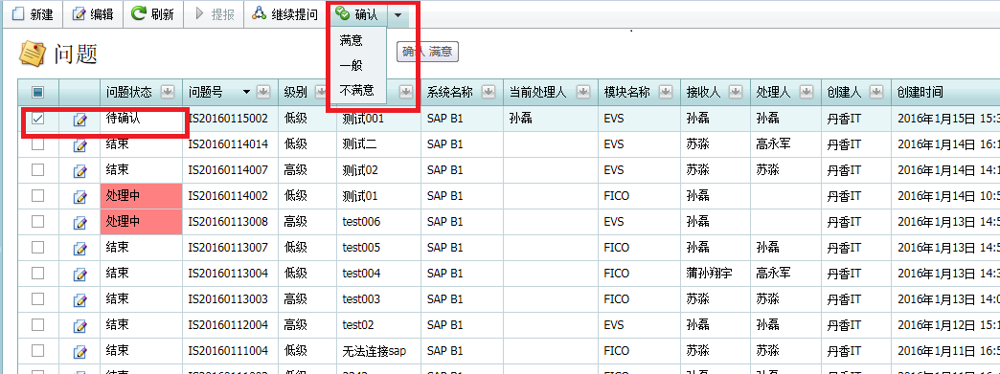 新建 编辑 刷新 提报 继续提问 确认
满意
一般
不满意
确认 满意
问题
问题状态 问题号 级别 系统名称 当前处理人 模块名称 接收人 处理人 创建人 创建时间
待确认 IS20160115002 低级 测试001 SAP B1 孙磊 EVS 孙磊 孙磊 丹香IT 2016年1月15日 15:3
结束 IS20160114014 低级 测试二 SAP B1 EVS 苏淼 高永军 丹香IT 2016年1月14日 16:1
结束 IS20160114007 高级 测试02 SAP B1 EVS 苏淼 苏淼 丹香IT 2016年1月14日 14:1
处理中 IS20160114002 低级 测试01 SAP B1 FICO 孙磊 丹香IT 2016年1月14日 10:5
处理中 IS20160113008 高级 test006 SAP B1 EVS 孙磊 丹香IT 2016年1月13日 14:5
结束 IS20160113007 低级 test005 SAP B1 FICO 孙磊 孙磊 丹香IT 2016年1月13日 14:5
结束 IS20160113004 低级 test004 SAP B1 FICO 蒲孙翔宇 高永军 丹香IT 2016年1月13日 14:3
结束 IS20160113003 高级 test003 SAP B1 FICO 苏淼 孙磊 丹香IT 2016年1月13日 14:0
结束 IS20160112004 高级 test02 SAP B1 EVS 孙磊 孙磊 丹香IT 2016年1月12日 15:1
结束 IS20160111004 低级 无法连接sap SAP B1 FICO 苏淼 苏淼 丹香IT 2016年1月11日 16:4